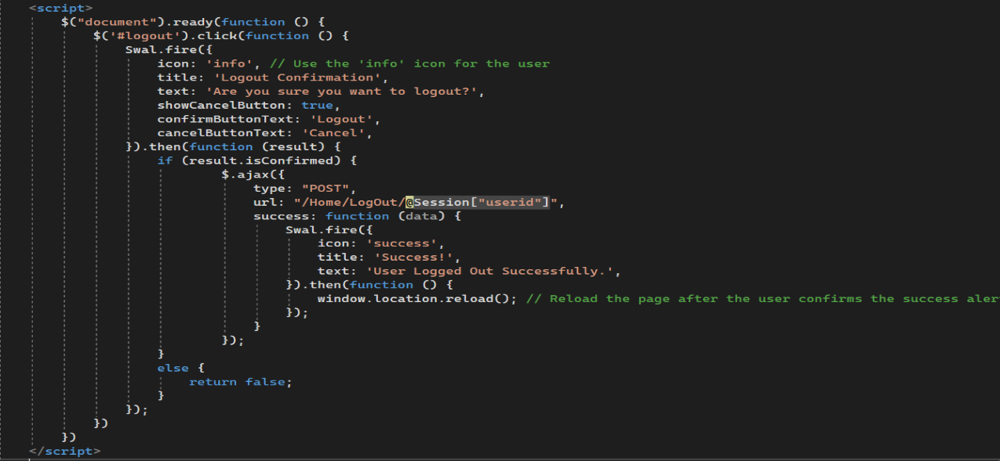 <script>
$("document").ready(function () {
$('#logout').click(function () {
Swal.fire({
icon: 'info', // Use the 'info' icon for the user
title: 'Logout Confirmation',
text: 'Are you sure you want to logout?',
showCancelButton: true,
confirmButtonText: 'Logout',
cancelButtonText: 'Cancel',
}).then(function (result) {
if (result.isConfirmed) {
$.ajax({
type: "POST",
url: "/Home/LogOut/@Session["userid"]",
success: function (data) {
Swal.fire({
icon: 'success',
title: 'Success!',
text: 'User Logged Out Successfully.',
}).then(function () {
window.location.reload(); // Reload the page after the user confirms the success aler
});
}
});
}
else {
return false;
}
});
})
})
</script>